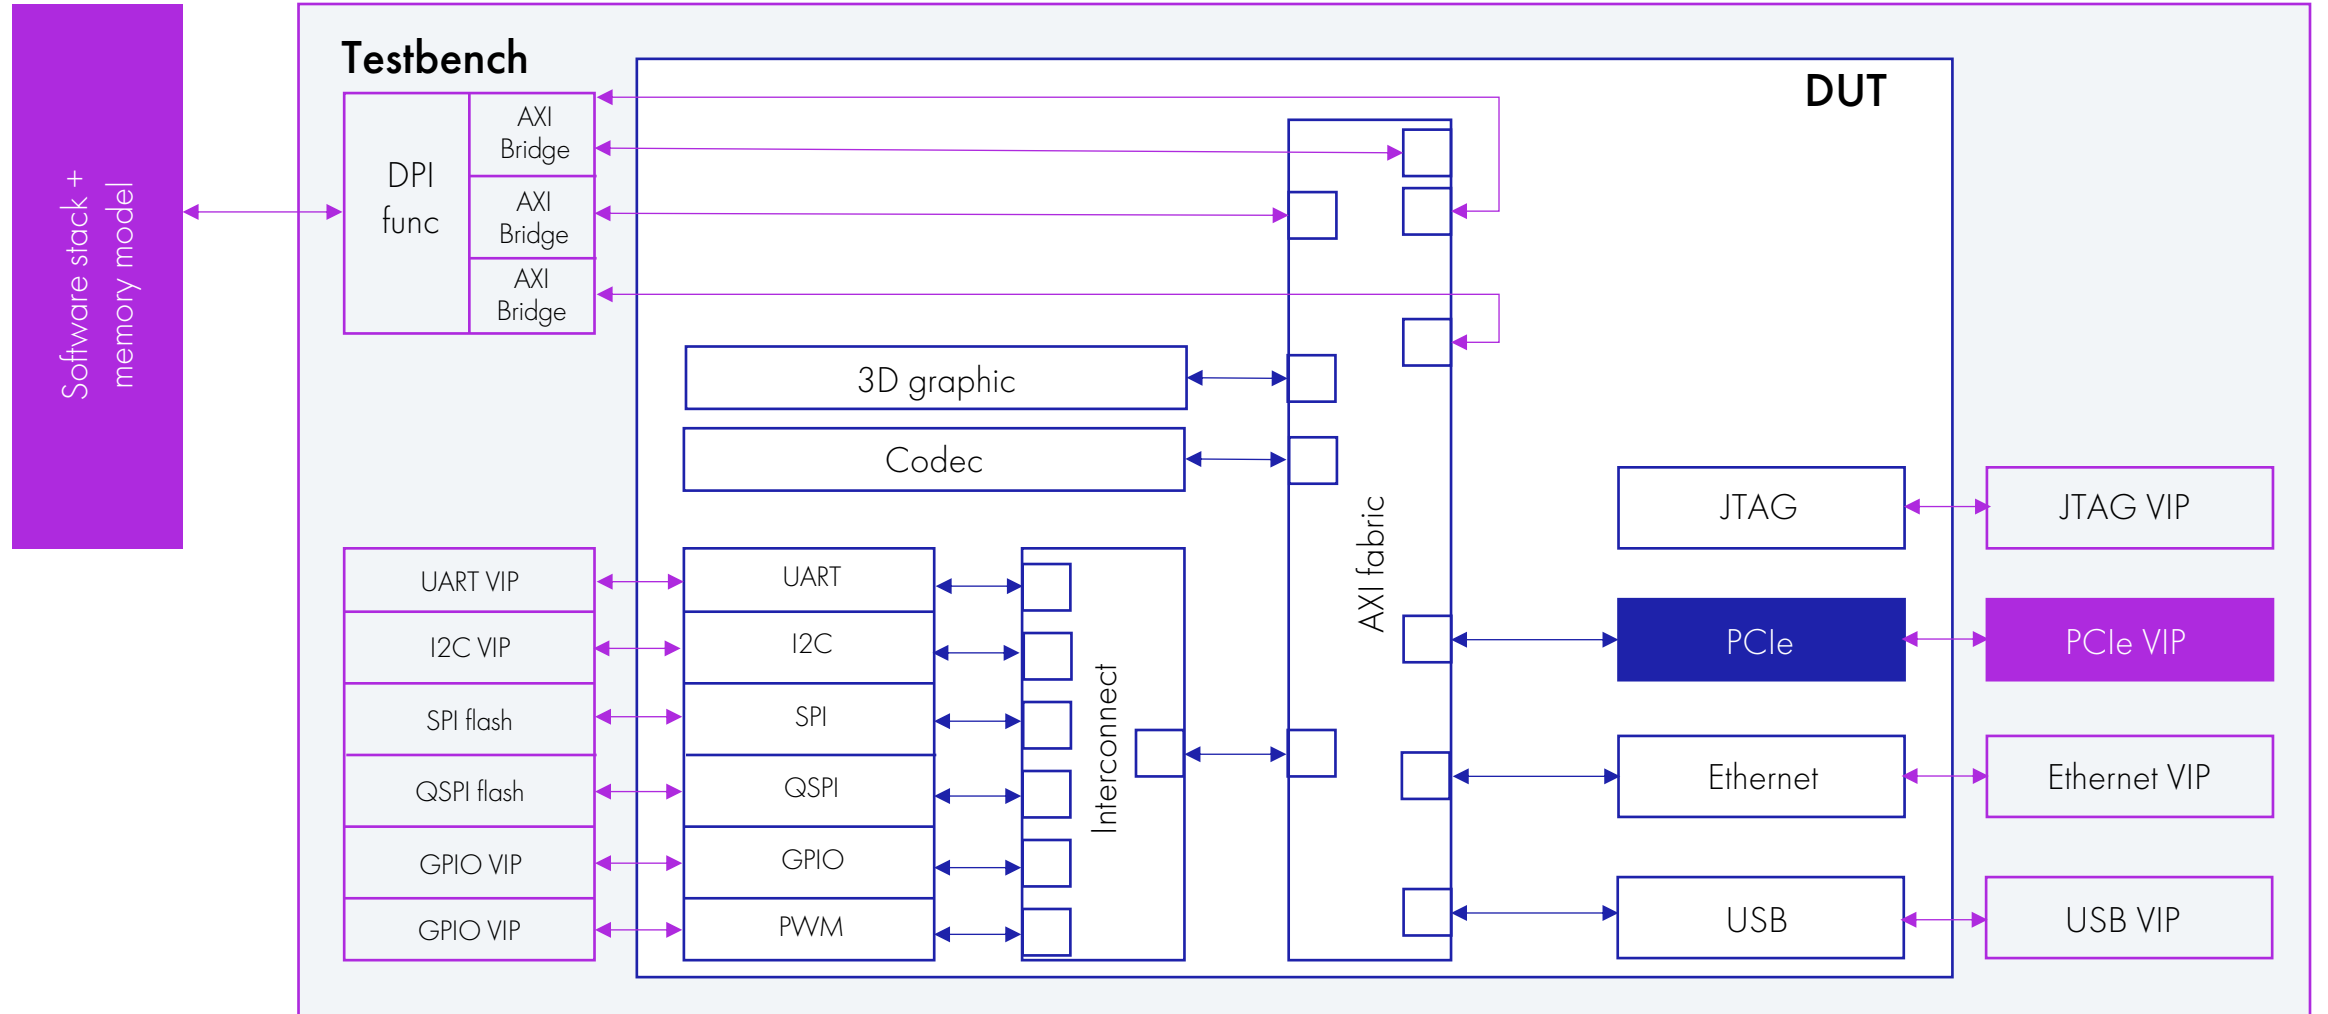 Software stack +
memory model
Testbench
DPI
func
AXI
Bridge
AXI
Bridge
AXI
Bridge
DUT
3D graphic
Codec
AXI fabric
JTAG
JTAG VIP
UART VIP
UART
I2C VIP
I2C
SPI flash
SPI
QSPI flash
QSPI
GPIO VIP
GPIO
GPIO VIP
PWM
Interconnect
PCIe
PCIe VIP
Ethernet
Ethernet VIP
USB
USB VIP